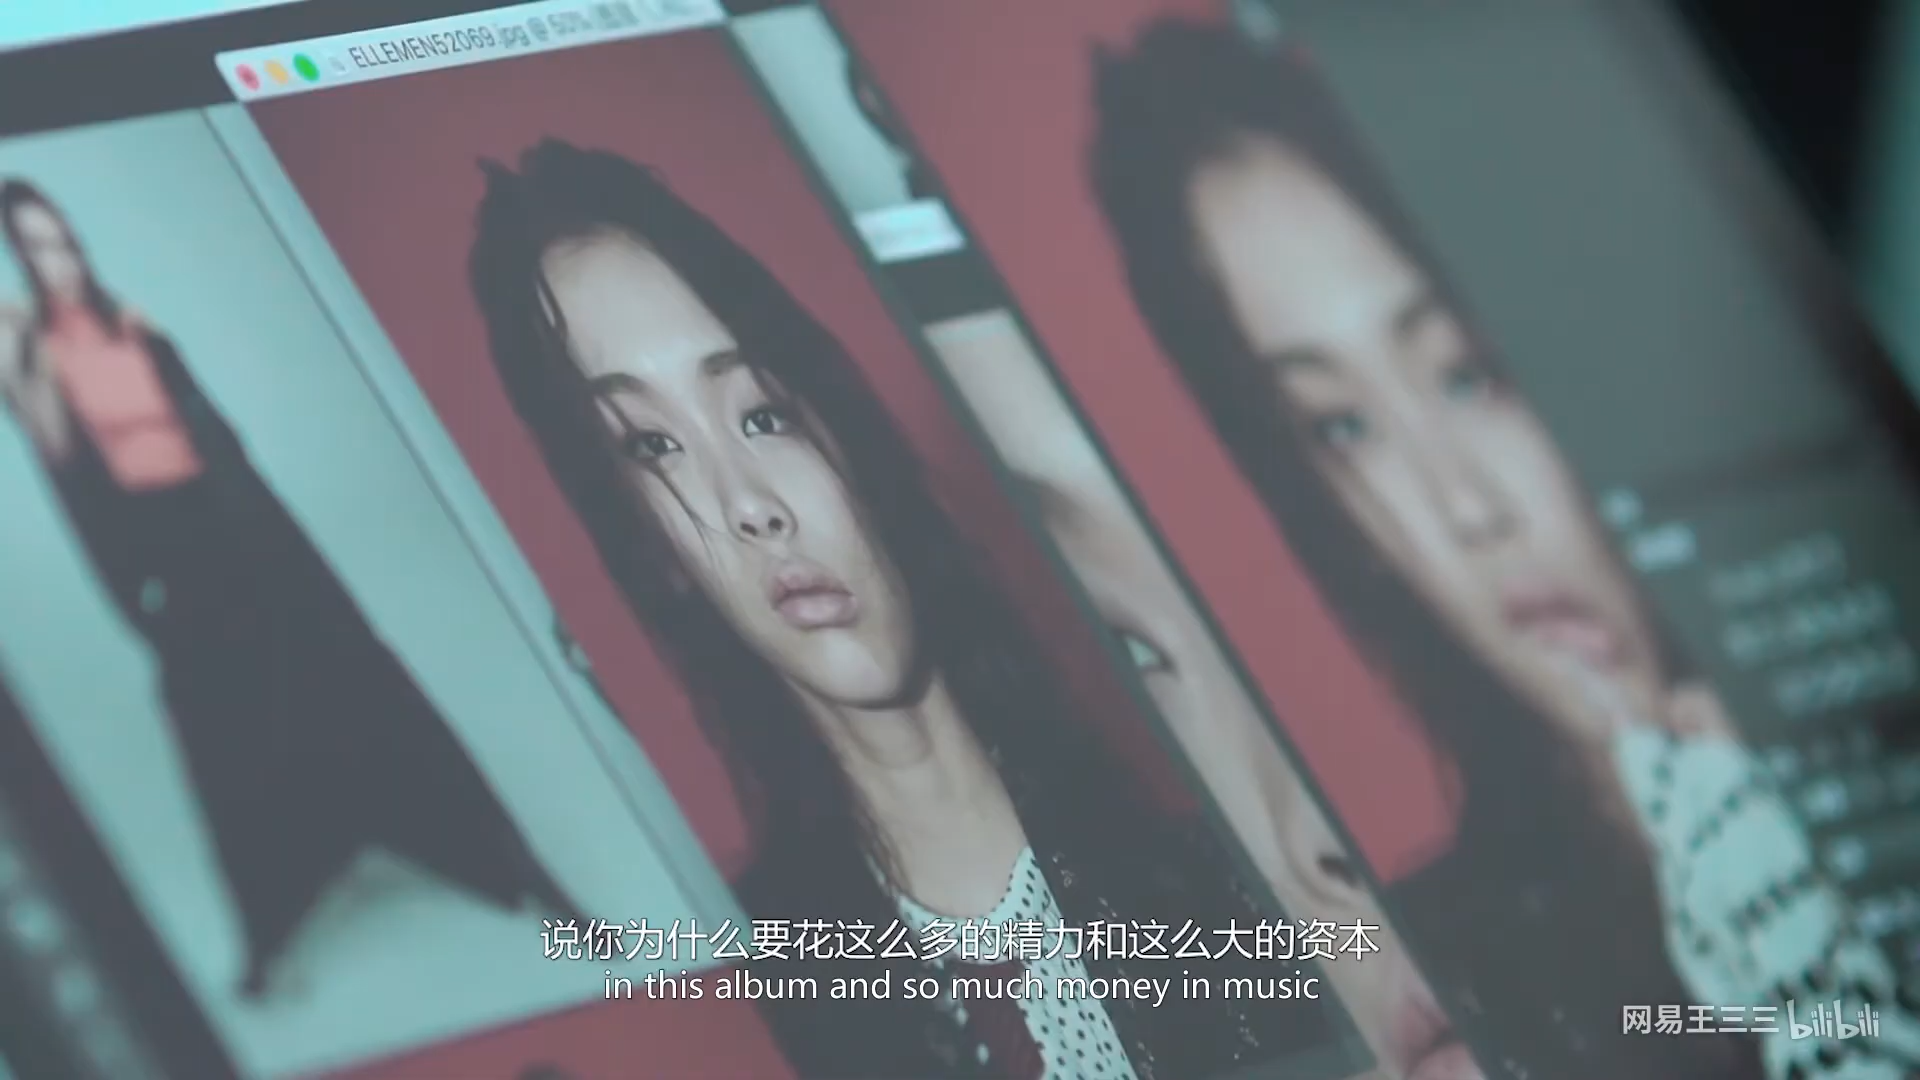 ELLEMEN52069.jpg @ 50%
说你为什么要花这么多的精力和这么大的资本
in this album and so much money in music
网易王三三 bilibili